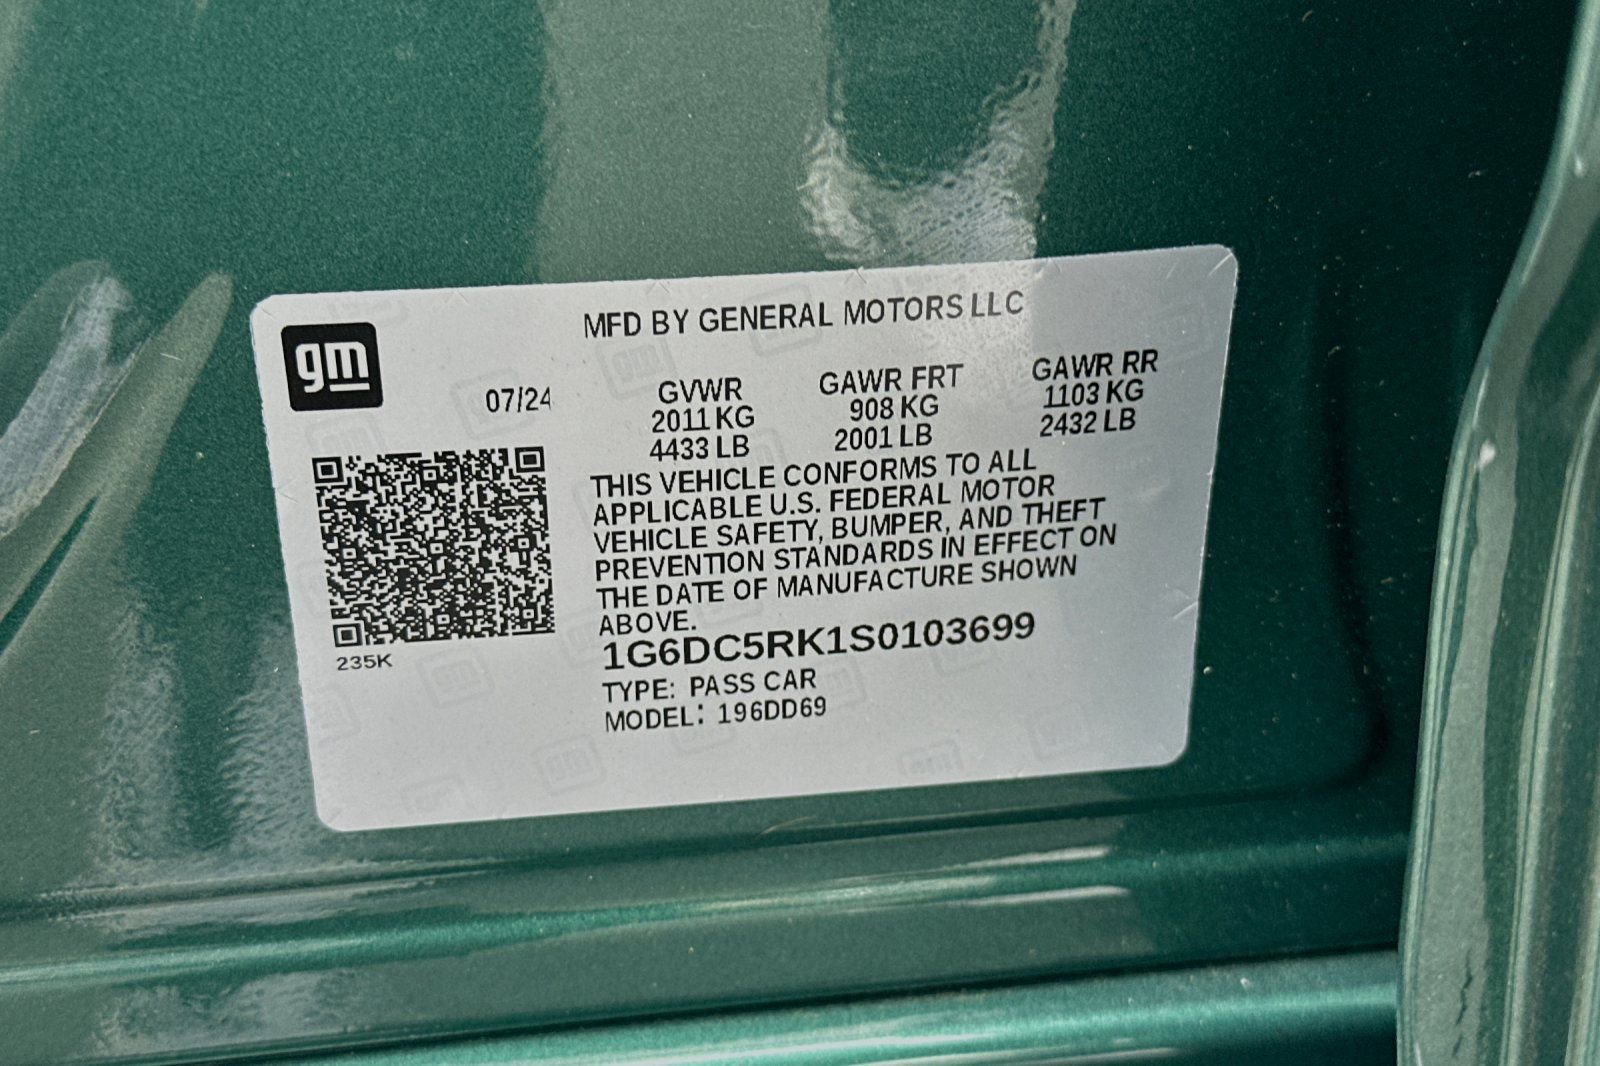 MFD BY GENERAL MOTORS LLC
gm
07/24
GVWR GAWR FRT GAWR RR
2011 KG 908 KG 1103 KG
4433 LB 2001 LB 2432 LB
THIS VEHICLE CONFORMS TO ALL
APPLICABLE U.S. FEDERAL MOTOR
VEHICLE SAFETY, BUMPER, AND THEFT
PREVENTION STANDARDS IN EFFECT ON
THE DATE OF MANUFACTURE SHOWN
ABOVE.
1G6DC5RK1S0103699
235K
TYPE: PASS CAR
MODEL: 196DD69